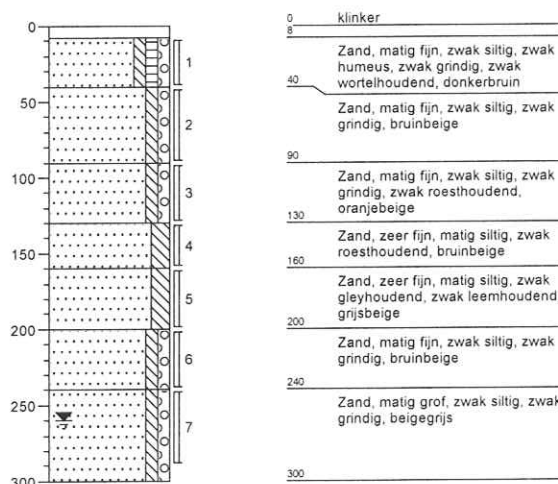 0
50
100
150
200
250
300
1
2
3
4
5
6
7
0 klinker
8
Zand, matig fijn, zwak siltig, zwak
humeus, zwak grindig, zwak
wortelhoudend, donkerbruin
40
Zand, matig fijn, zwak siltig, zwak
grindig, bruinbeige
90
Zand, matig fijn, zwak siltig, zwak
grindig, zwak roesthoudend,
oranjebeige
130
Zand, zeer fijn, matig siltig, zwak
roesthoudend, bruinbeige
160
Zand, zeer fijn, matig siltig, zwak
gleyhoudend, zwak leemhoudend
grijsbeige
200
Zand, matig fijn, zwak siltig, zwak
grindig, bruinbeige
240
Zand, matig grof, zwak siltig, zwak
grindig, beigegrijs
300